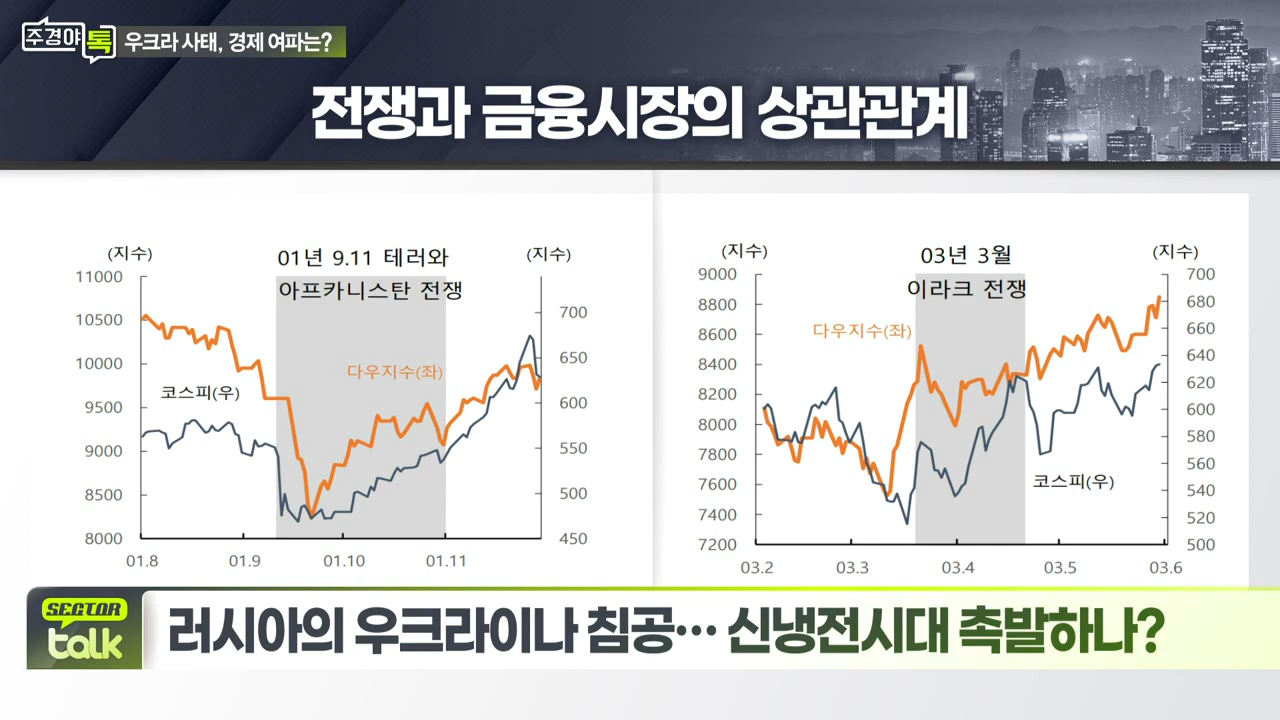 주경야톡
우크라 사태, 경제 여파는?
전쟁과 금융시장의 상관관계
(지수)
01년 9.11 테러와
아프카니스탄 전쟁
(지수)
11000
10500
10000
9500
9000
8500
8000
700
650
600
550
500
450
다우지수(좌)
코스피(우)
01.8 01.9 01.10 01.11
(지수)
03년 3월
이라크 전쟁
(지수)
9000
8800
8600
8400
8200
8000
7800
7600
7400
7200
700
680
660
640
620
600
580
560
540
520
500
다우지수(좌)
코스피(우)
03.2 03.3 03.4 03.5 03.6
SECTOR
talk
러시아의 우크라이나 침공… 신냉전시대 촉발하나?